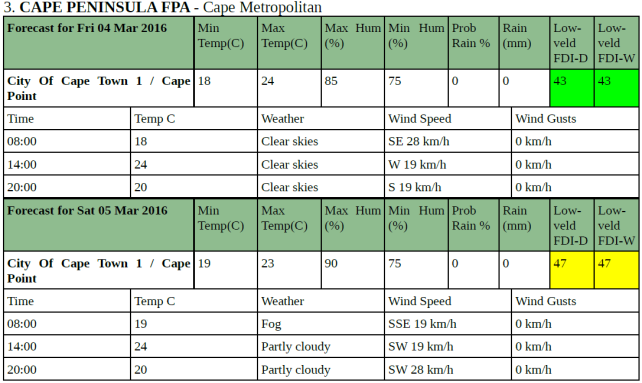 3. CAPE PENINSULA FPA - Cape Metropolitan
Forecast for Fri 04 Mar 2016 Min Temp(C) Max Temp(C) Max Hum (%) Min Hum (%) Prob Rain % Rain (mm) Low-veld FDI-D Low-veld FDI-W
City Of Cape Town 1 / Cape Point 18 24 85 75 0 0 43 43
Time Temp C Weather Wind Speed Wind Gusts
08:00 18 Clear skies SE 28 km/h 0 km/h
14:00 24 Clear skies W 19 km/h 0 km/h
20:00 20 Clear skies S 19 km/h 0 km/h
Forecast for Sat 05 Mar 2016 Min Temp(C) Max Temp(C) Max Hum (%) Min Hum (%) Prob Rain % Rain (mm) Low-veld FDI-D Low-veld FDI-W
City Of Cape Town 1 / Cape Point 19 23 90 75 0 0 47 47
Time Temp C Weather Wind Speed Wind Gusts
08:00 19 Fog SSE 19 km/h 0 km/h
14:00 24 Partly cloudy SW 19 km/h 0 km/h
20:00 20 Partly cloudy SW 28 km/h 0 km/h